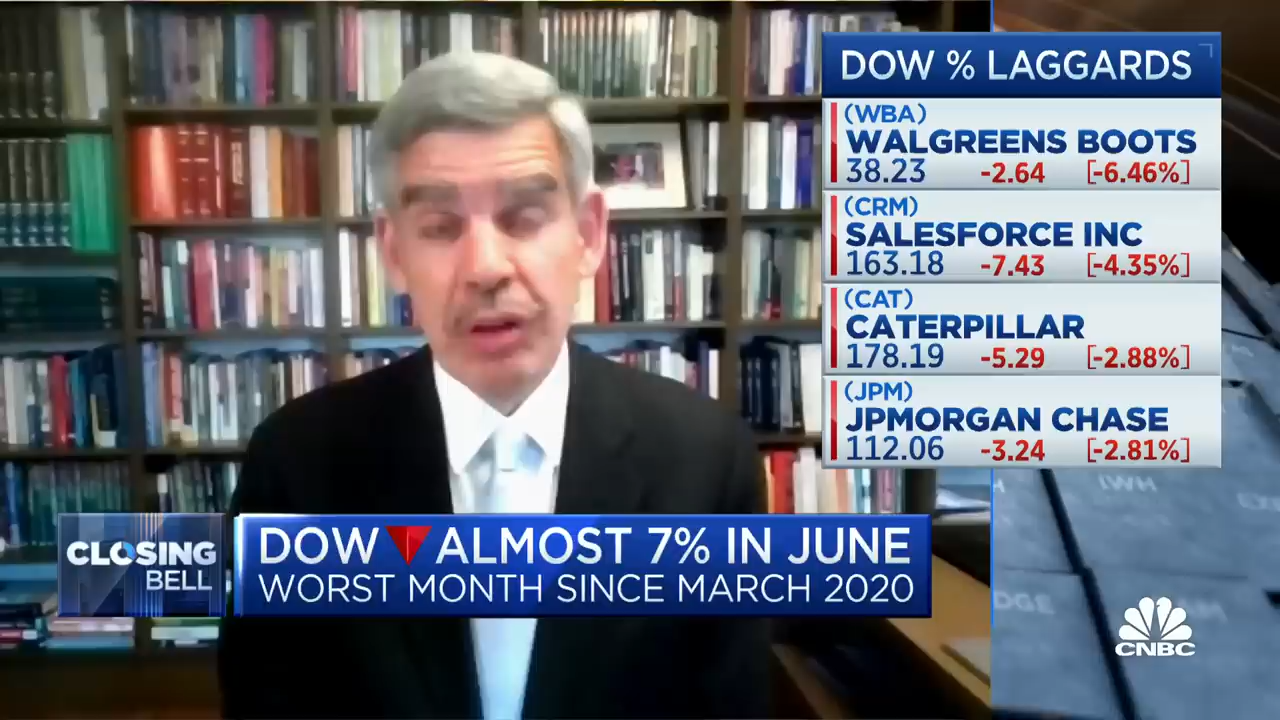 DOW % LAGGARDS
(WBA)
WALGREENS BOOTS
38.23 -2.64 [-6.46%]
(CRM)
SALESFORCE INC
163.18 -7.43 [-4.35%]
(CAT)
CATERPILLAR
178.19 -5.29 [-2.88%]
(JPM)
JPMORGAN CHASE
112.06 -3.24 [-2.81%]
CLOSING
BELL
DOW▼ALMOST 7% IN JUNE
WORST MONTH SINCE MARCH 2020
CNBC